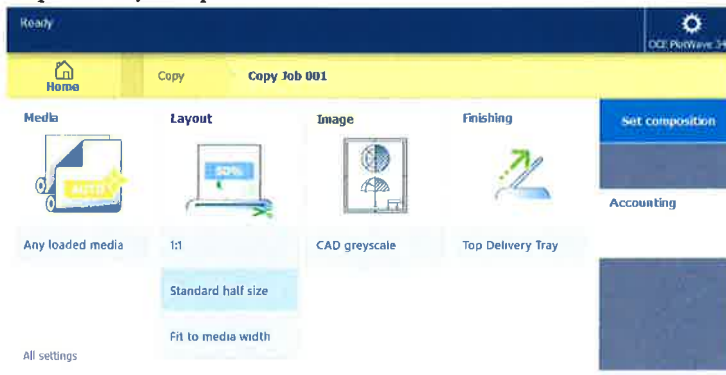 Ready
OCE PlotWave 34
Home
Copy
Copy Job 001
Media
Layout
Image
Finishing
Set composition
AUTO
50%
Accounting
Any loaded media
1:1
CAD greyscale
Top Delivery Tray
Standard half size
Fit to media width
All settings